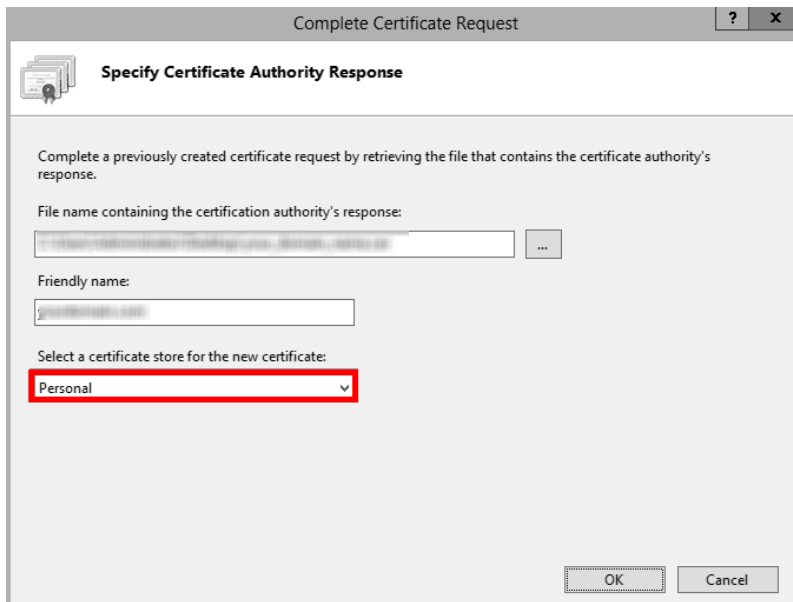 Complete Certificate Request
?
x
Specify Certificate Authority Response
Complete a previously created certificate request by retrieving the file that contains the certificate authority's
response.
File name containing the certification authority's response:
...
Friendly name:
Select a certificate store for the new certificate:
Personal
OK
Cancel